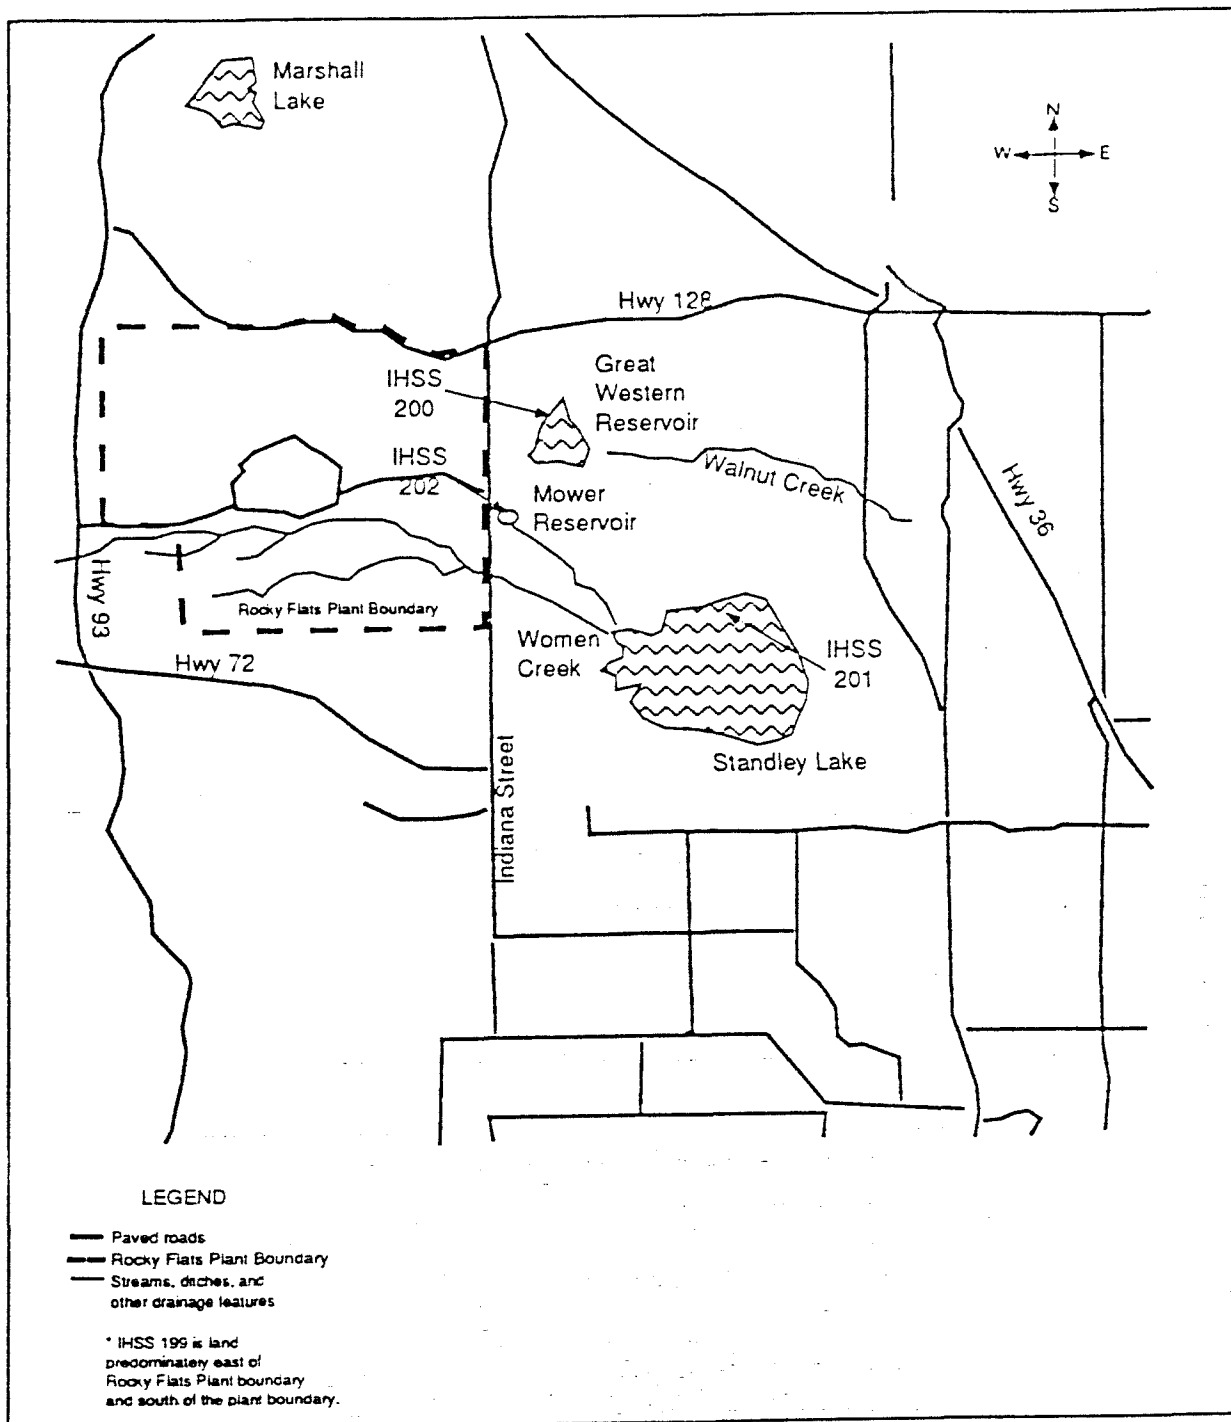 Marshall
Lake
N
W
E
S
Hwy 128
Great
Western
Reservoir
IHSS
200
IHSS
202
Walnut Creek
Mower
Reservoir
Hwy 36
Hwy 93
Rocky Flats Plant Boundary
Women
Creek
IHSS
201
Hwy 72
Standley Lake
Indiana Street
LEGEND
Paved roads
Rocky Flats Plant Boundary
Streams, ditches, and
other drainage features
* IHSS 199 is land
predominately east of
Rocky Flats Plant boundary
and south of the plant boundary.